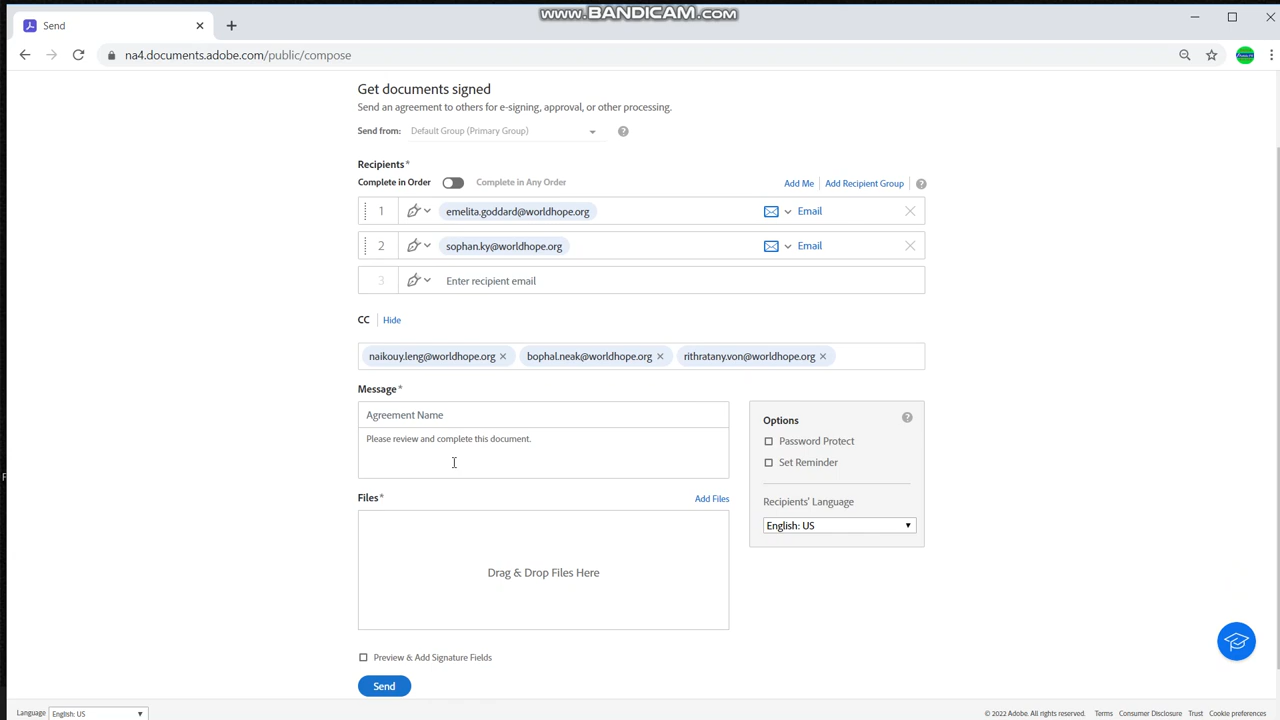 www.BANDICAM.com
Send
na4.documents.adobe.com/public/compose
Get documents signed
Send an agreement to others for e-signing, approval, or other processing.
Send from: Default Group (Primary Group) ?
Recipients*
Complete in Order Complete in Any Order Add Me Add Recipient Group ?
1 emelita.goddard@worldhope.org Email
2 sophan.ky@worldhope.org Email
3 Enter recipient email
CC Hide
naikouy.leng@worldhope.org bophal.neak@worldhope.org rithratany.von@worldhope.org
Message*
Agreement Name
Please review and complete this document.
Options ?
Password Protect
Set Reminder
Recipients' Language
English: US
Files* Add Files
Drag & Drop Files Here
Preview & Add Signature Fields
Send
Language English: US © 2022 Adobe. All rights reserved. Terms Consumer Disclosure Trust Cookie preferences